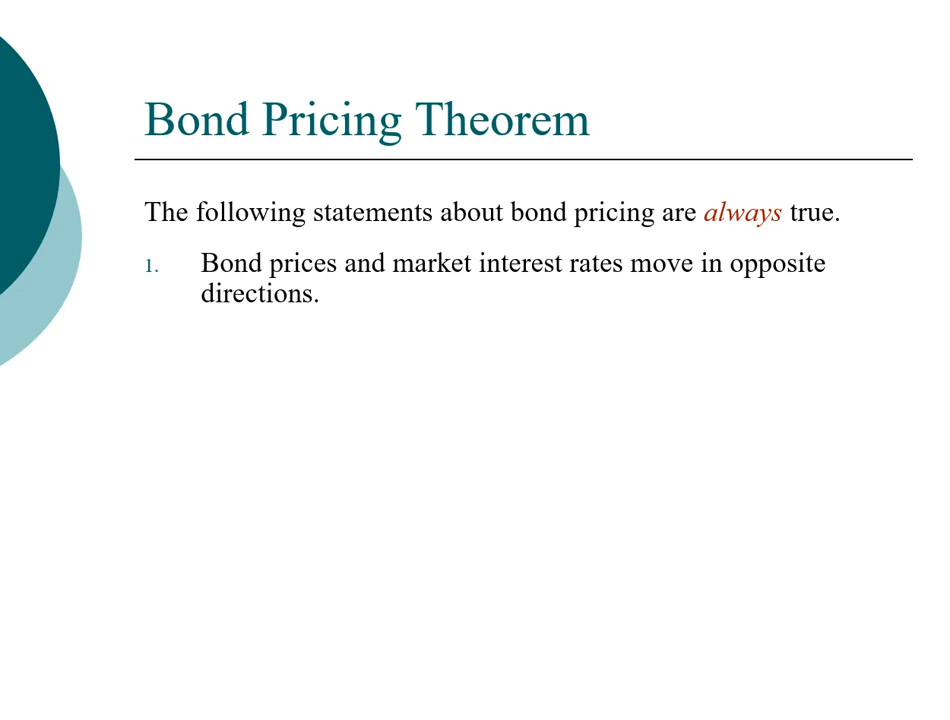 Bond Pricing Theorem
The following statements about bond pricing are always true.
1. Bond prices and market interest rates move in opposite
directions.